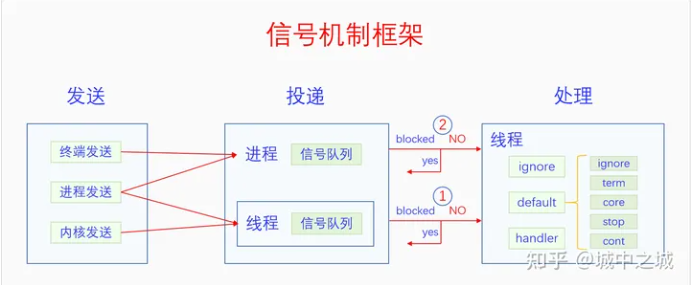 信号机制框架
发送
投递
处理
终端发送
进程发送
内核发送
进程
信号队列
线程
信号队列
②
blocked NO
yes
①
blocked NO
yes
线程
ignore
default
handler
ignore
term
core
stop
cont
知乎 @城中之城